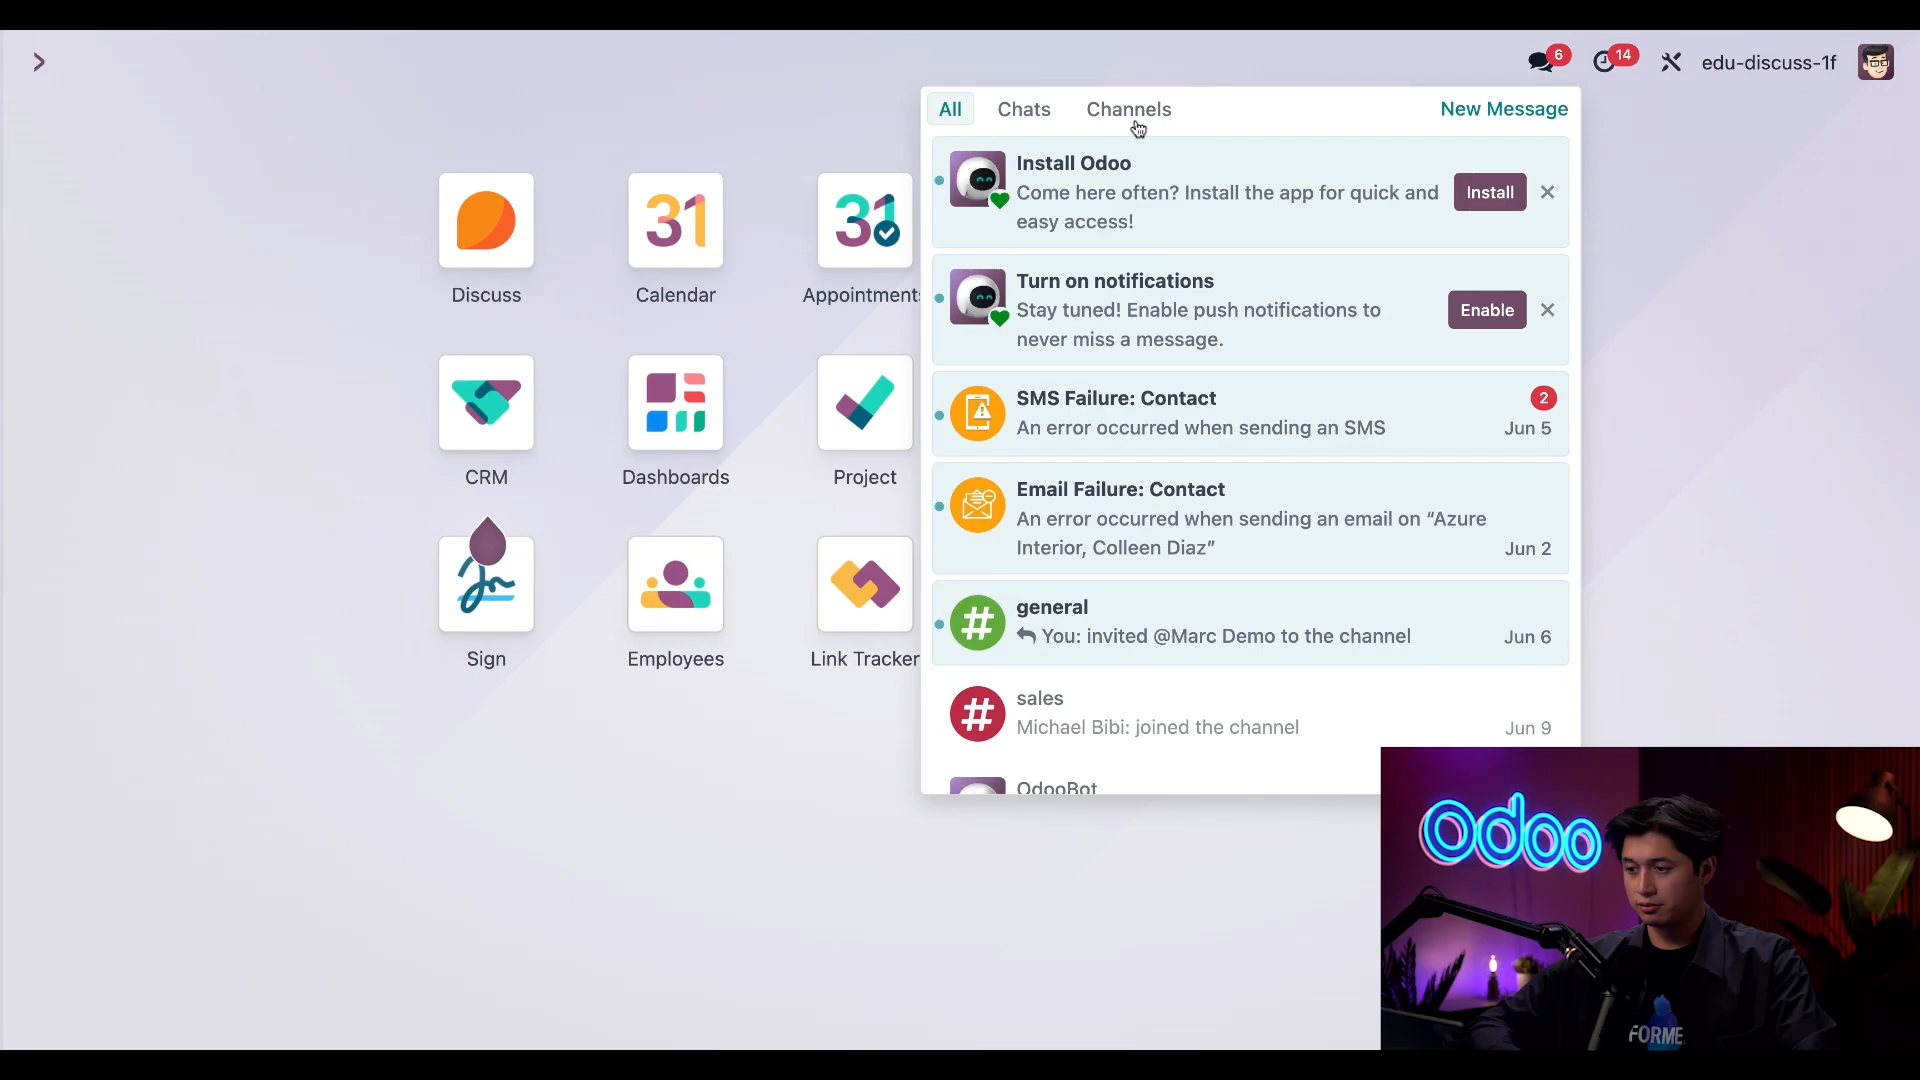 6
14
edu-discuss-1f
All
Chats
Channels
New Message
Install Odoo
Come here often? Install the app for quick and
easy access!
Install
Turn on notifications
Stay tuned! Enable push notifications to
never miss a message.
Enable
SMS Failure: Contact
2
An error occurred when sending an SMS
Jun 5
Email Failure: Contact
An error occurred when sending an email on “Azure
Interior, Colleen Diaz”
Jun 2
general
You: invited @Marc Demo to the channel
Jun 6
sales
Michael Bibi: joined the channel
Jun 9
OdooBot
31
31
Discuss
Calendar
Appointment
CRM
Dashboards
Project
Sign
Employees
Link Tracker
odoo
FORME